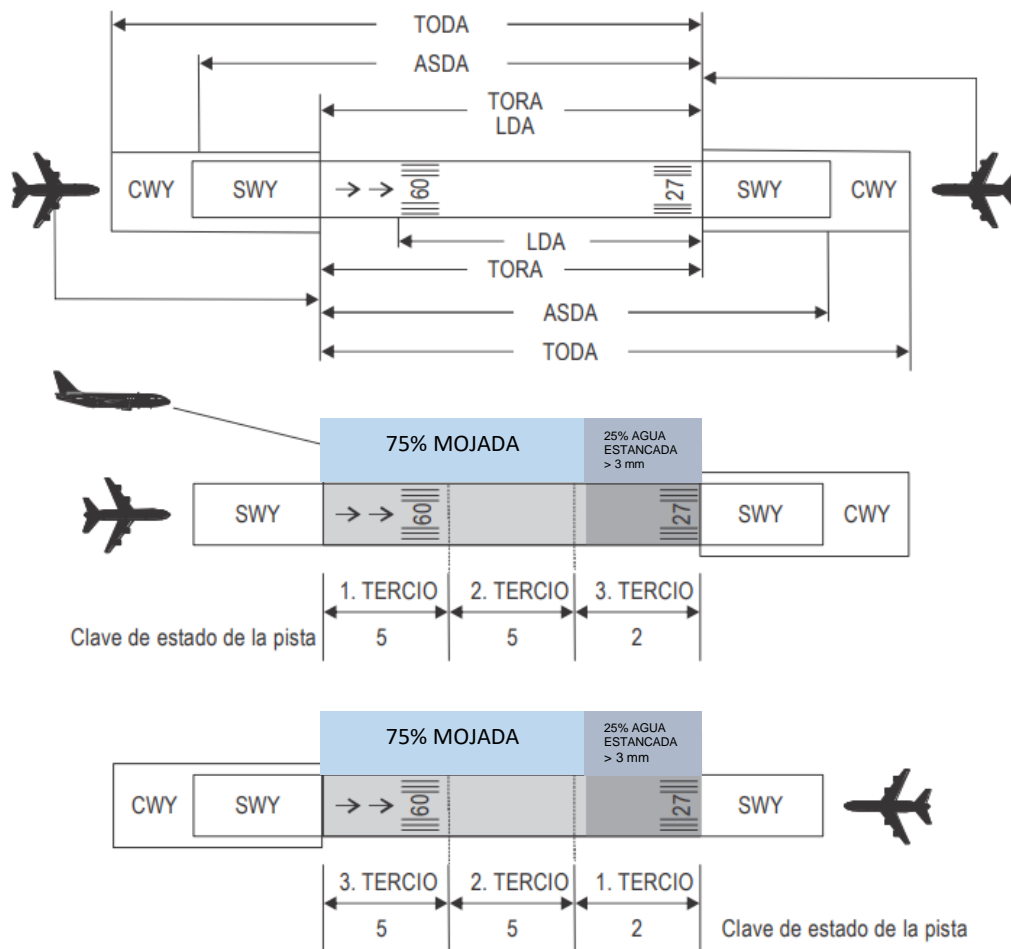 TODA
ASDA
TORA
LDA
CWY SWY 09 27 SWY CWY
LDA
TORA
ASDA
TODA
75% MOJADA
25% AGUA
ESTANCADA
> 3 mm
SWY 09 27 SWY CWY
1. TERCIO 2. TERCIO 3. TERCIO
Clave de estado de la pista 5 5 2
75% MOJADA
25% AGUA
ESTANCADA
> 3 mm
CWY SWY 09 27 SWY
3. TERCIO 2. TERCIO 1. TERCIO
5 5 2 Clave de estado de la pista